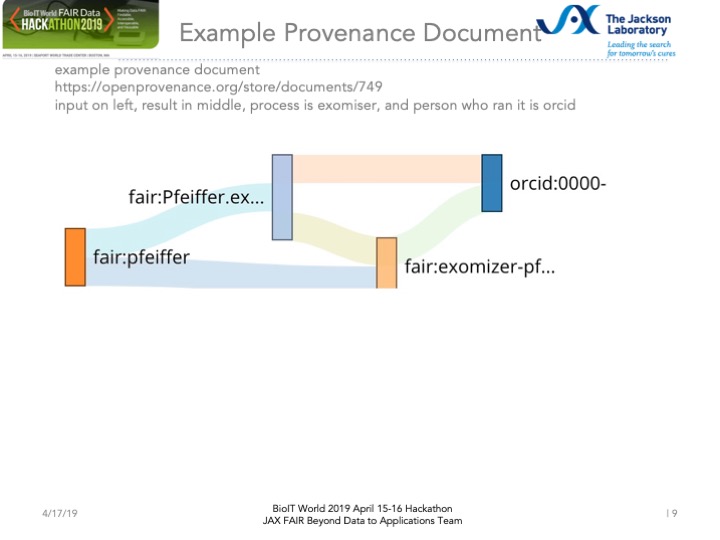 BioIT World FAIR Data
HACKATHON2019
Example Provenance Document
The Jackson
Laboratory
Leading the search
for tomorrow's cures
example provenance document
https://openprovenance.org/store/documents/749
input on left, result in middle, process is exomiser, and person who ran it is orcid
orcid:0000-
fair:Pfeiffer.ex...
fair:pfeiffer
fair:exomizer-pf...
4/17/19
BioIT World 2019 April 15-16 Hackathon
JAX FAIR Beyond Data to Applications Team
| 9